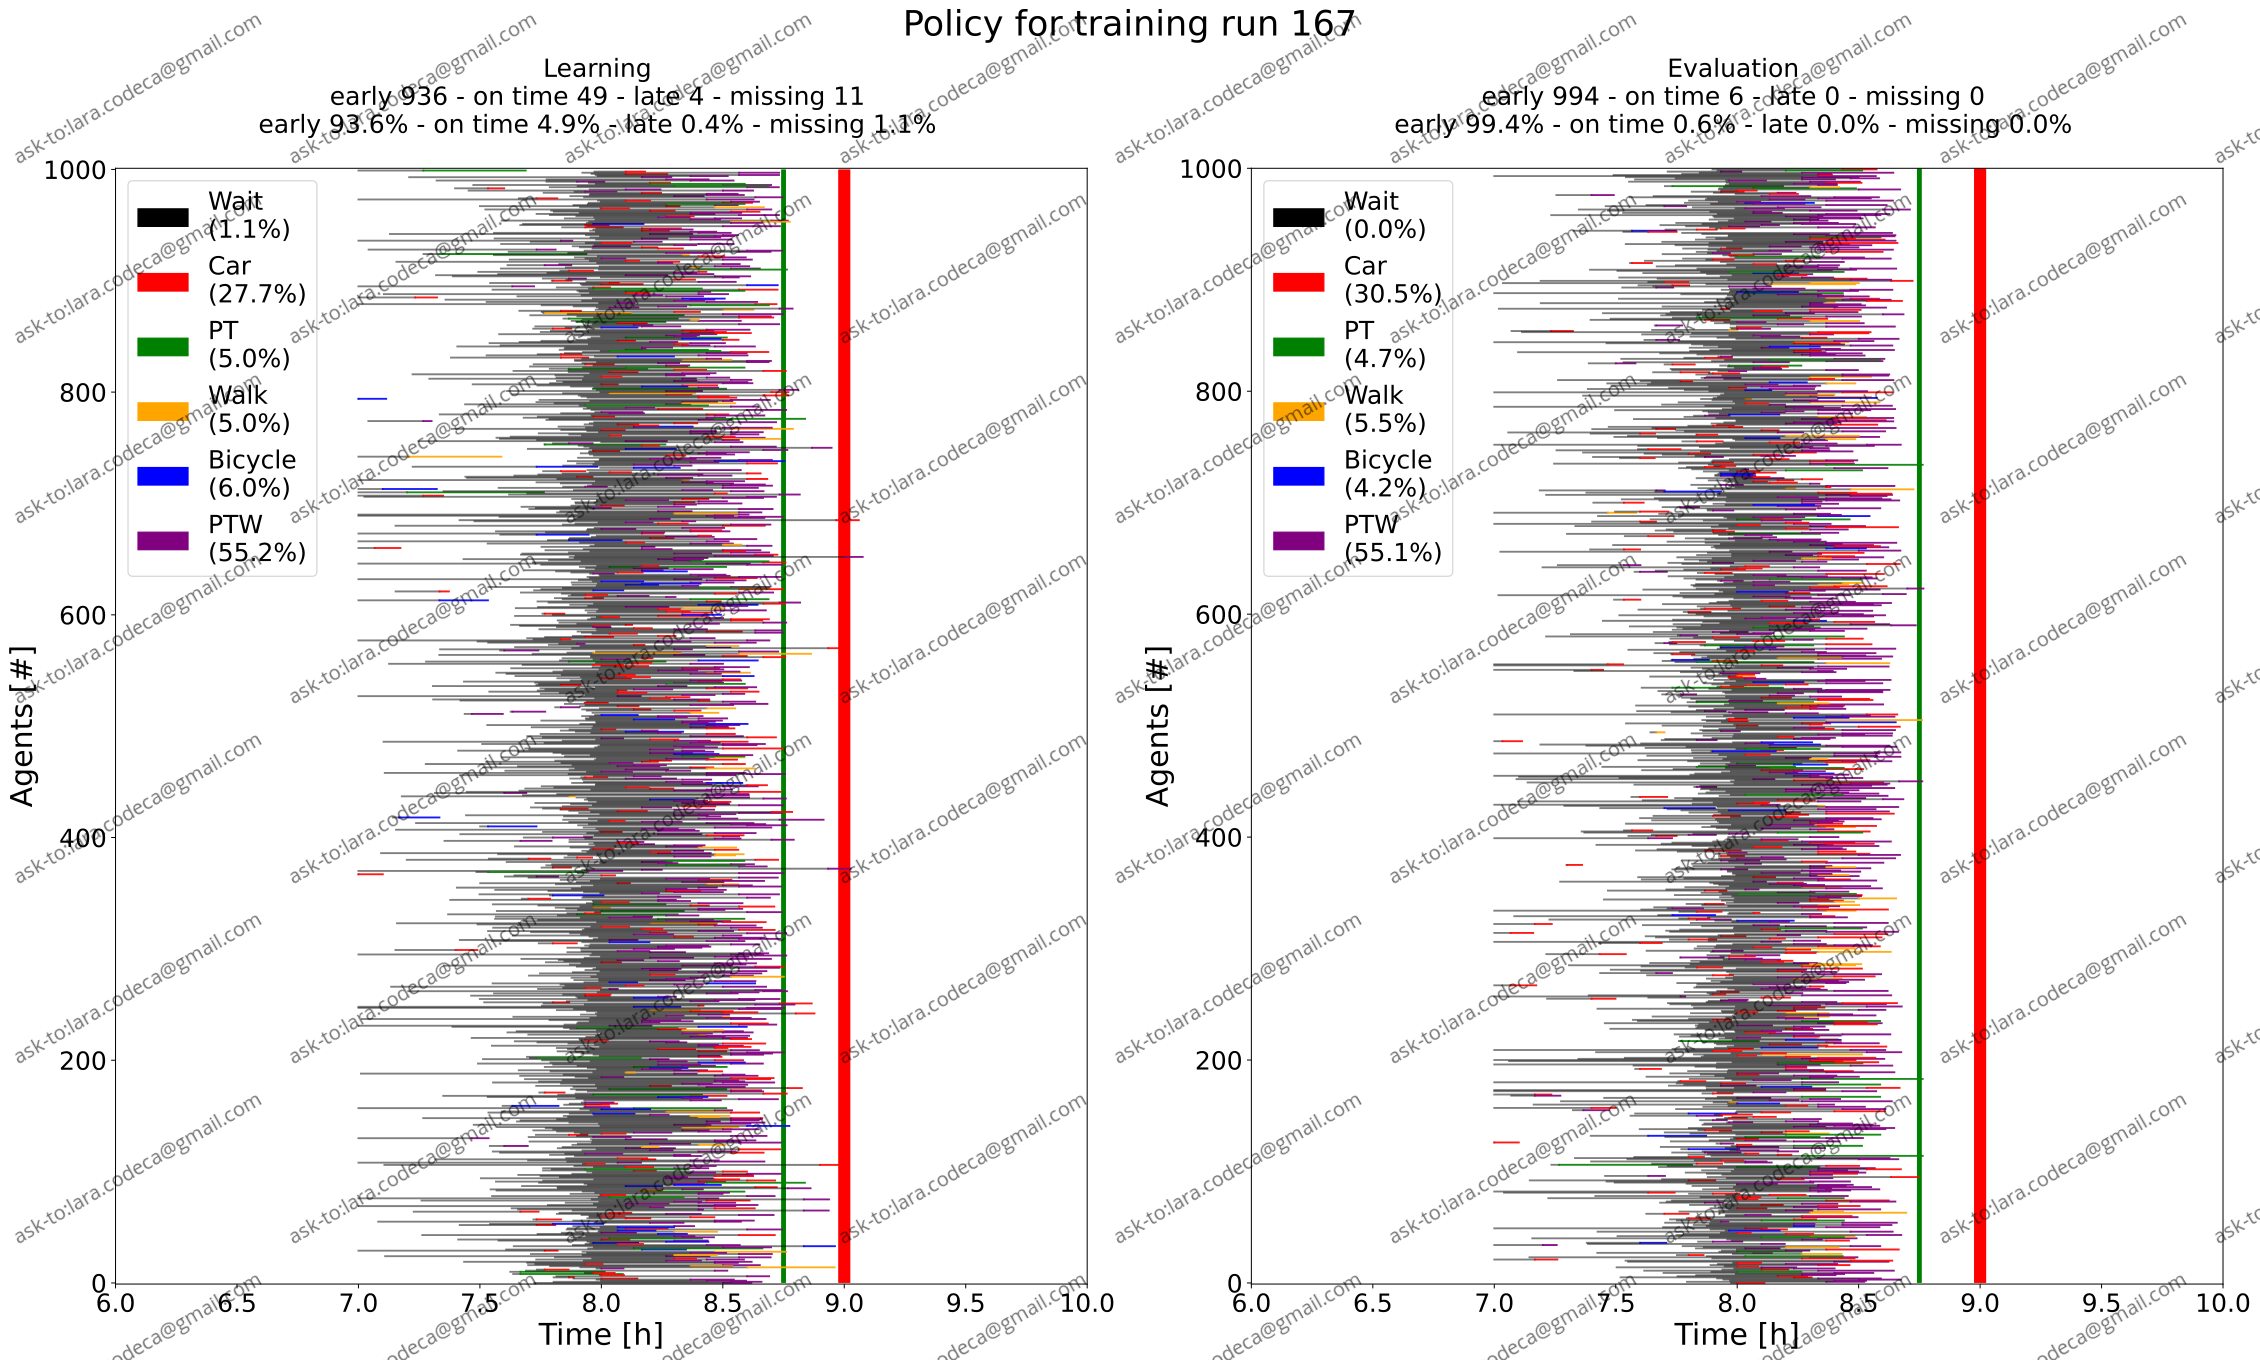 Policy for training run 167
Learning
early 936 - on time 49 - late 4 - missing 11
early 93.6% - on time 4.9% - late 0.4% - missing 1.1%
Evaluation
early 994 - on time 6 - late 0 - missing 0
early 99.4% - on time 0.6% - late 0.0% - missing 0.0%
Agents [#]
1000
800
600
400
200
0
Wait
(1.1%)
Car
(27.7%)
PT
(5.0%)
Walk
(5.0%)
Bicycle
(6.0%)
PTW
(55.2%)
6.0 6.5 7.0 7.5 8.0 8.5 9.0 9.5 10.0
Time [h]
Agents [#]
1000
800
600
400
200
0
Wait
(0.0%)
Car
(30.5%)
PT
(4.7%)
Walk
(5.5%)
Bicycle
(4.2%)
PTW
(55.1%)
6.0 6.5 7.0 7.5 8.0 8.5 9.0 9.5 10.0
Time [h]
ask-to:lara.codeca@gmail.com